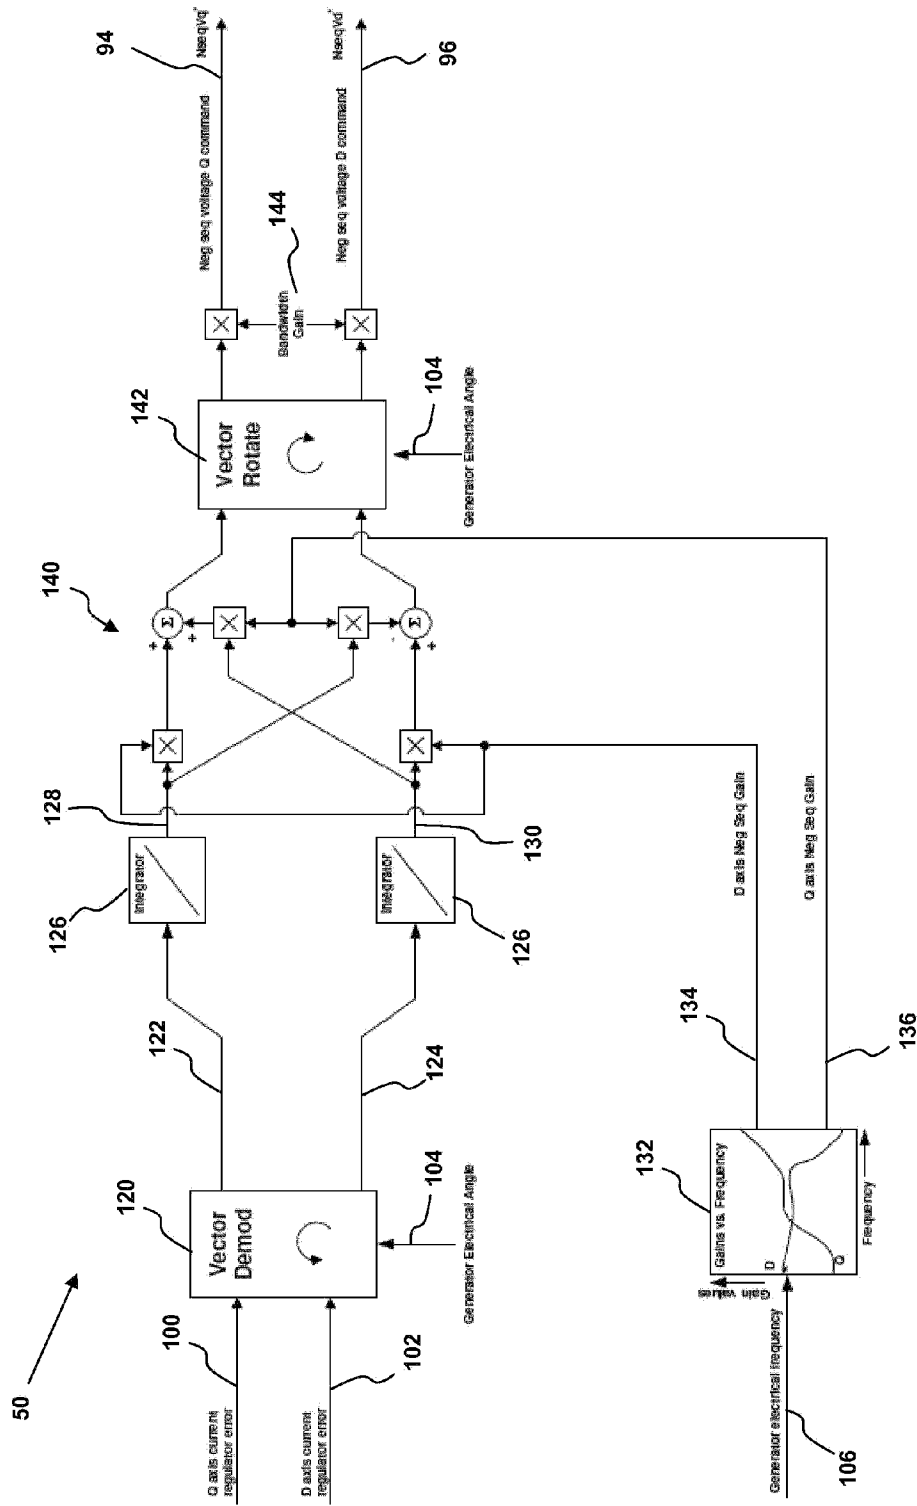 50
Q axis current
regulator error
100
D axis current
regulator error
102
120
Vector
Demod
104
Generator Electrical Angle
122
124
126
Integrator
128
Integrator
126
130
140
Σ
+
+
Σ
-
+
X
X
X
X
142
Vector
Rotate
104
Generator Electrical Angle
X
X
Bandwidth
Gain
144
Neg seq voltage Q command
94
NseqVq*
Neg seq voltage D command
96
NseqVd*
Generator electrical frequency
106
132
Gains vs. Frequency
D
Q
Gain values
Frequency
134
D axis Neg Seq Gain
136
Q axis Neg Seq Gain